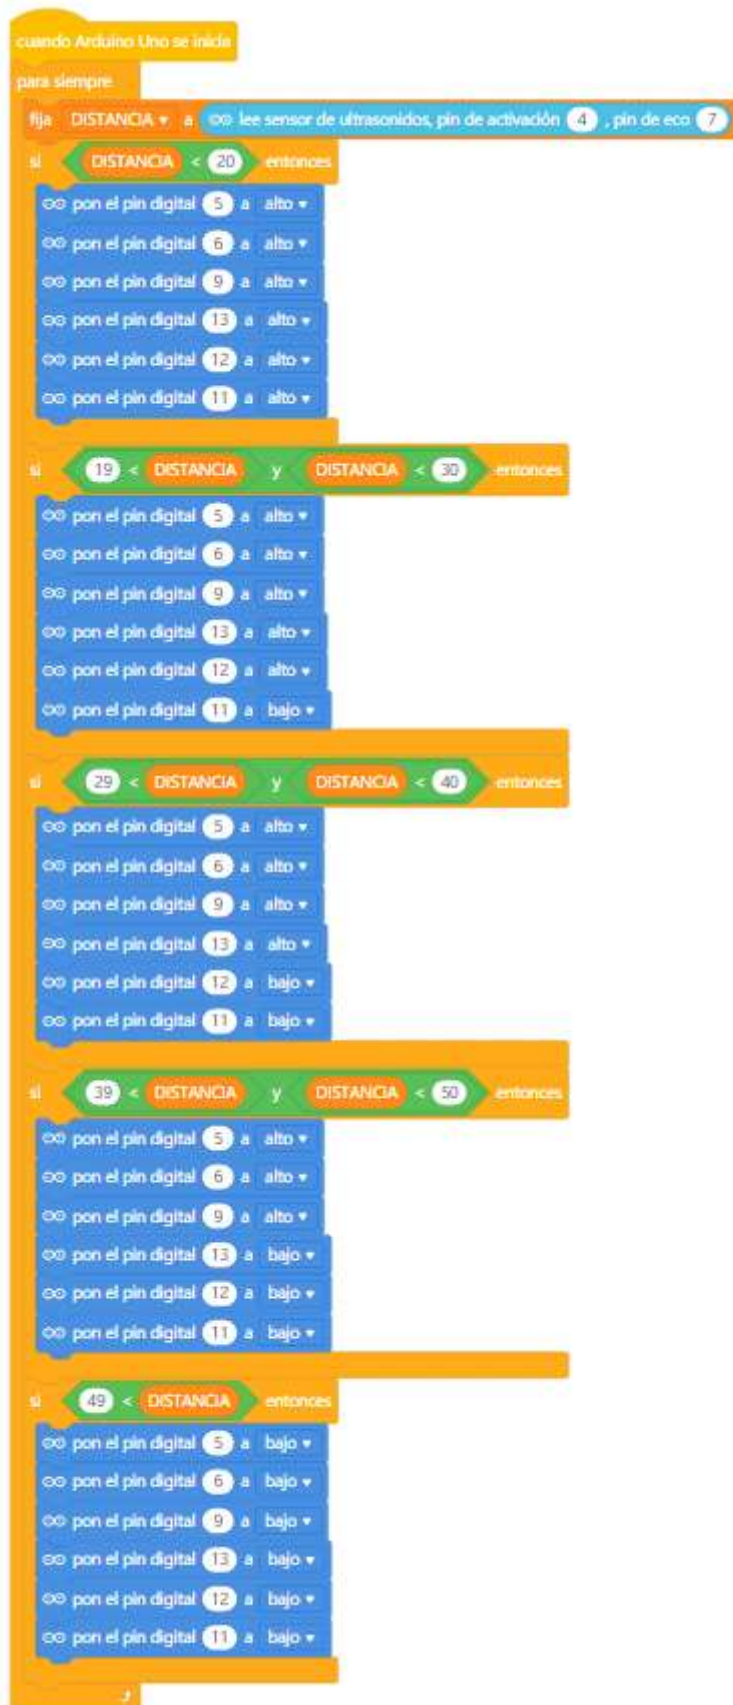 cuando Arduino Uno se inicia
para siempre
fija DISTANCIA ▾ a lee sensor de ultrasonidos, pin de activación 4 , pin de eco 7
si DISTANCIA < 20 entonces
pon el pin digital 5 a alto ▾
pon el pin digital 6 a alto ▾
pon el pin digital 9 a alto ▾
pon el pin digital 13 a alto ▾
pon el pin digital 12 a alto ▾
pon el pin digital 11 a alto ▾
si 19 < DISTANCIA y DISTANCIA < 30 entonces
pon el pin digital 5 a alto ▾
pon el pin digital 6 a alto ▾
pon el pin digital 9 a alto ▾
pon el pin digital 13 a alto ▾
pon el pin digital 12 a alto ▾
pon el pin digital 11 a bajo ▾
si 29 < DISTANCIA y DISTANCIA < 40 entonces
pon el pin digital 5 a alto ▾
pon el pin digital 6 a alto ▾
pon el pin digital 9 a alto ▾
pon el pin digital 13 a alto ▾
pon el pin digital 12 a bajo ▾
pon el pin digital 11 a bajo ▾
si 39 < DISTANCIA y DISTANCIA < 50 entonces
pon el pin digital 5 a alto ▾
pon el pin digital 6 a alto ▾
pon el pin digital 9 a alto ▾
pon el pin digital 13 a bajo ▾
pon el pin digital 12 a bajo ▾
pon el pin digital 11 a bajo ▾
si 49 < DISTANCIA entonces
pon el pin digital 5 a bajo ▾
pon el pin digital 6 a bajo ▾
pon el pin digital 9 a bajo ▾
pon el pin digital 13 a bajo ▾
pon el pin digital 12 a bajo ▾
pon el pin digital 11 a bajo ▾